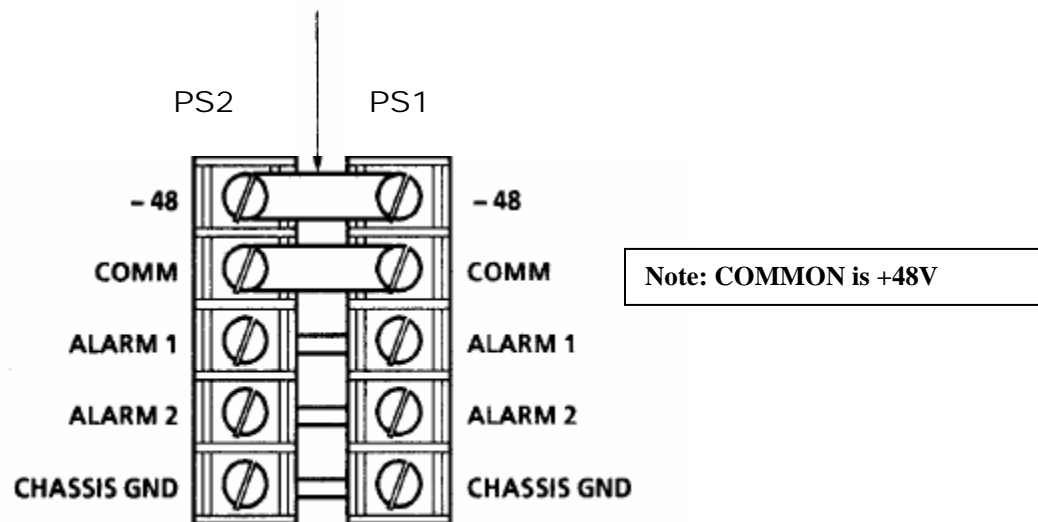 PS2 PS1
– 48 – 48
COMM COMM
Note: COMMON is +48V
ALARM 1 ALARM 1
ALARM 2 ALARM 2
CHASSIS GND CHASSIS GND